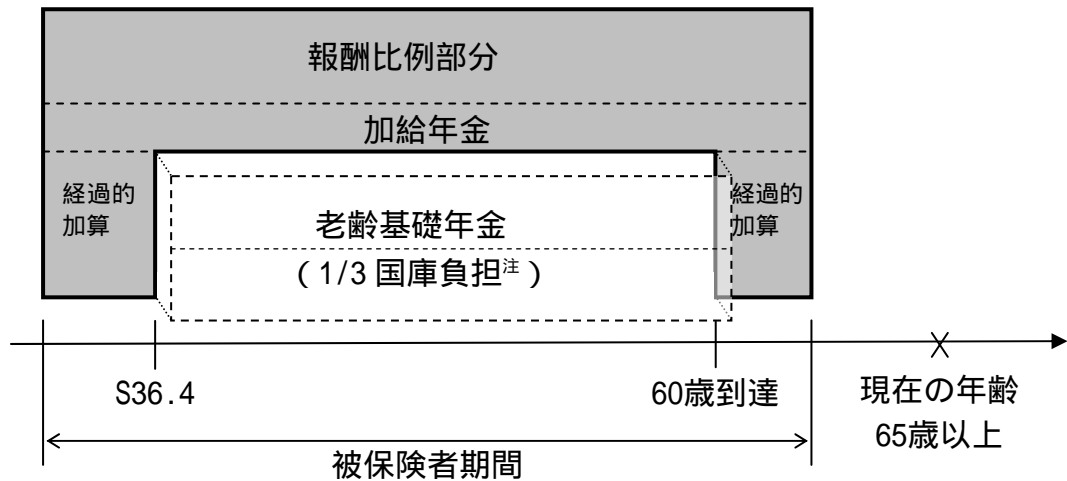 報酬比例部分
加給年金
経過的
加算
老齢基礎年金
（1/3 国庫負担注）
経過的
加算
S36.4
60歳到達
現在の年齢
65歳以上
被保険者期間